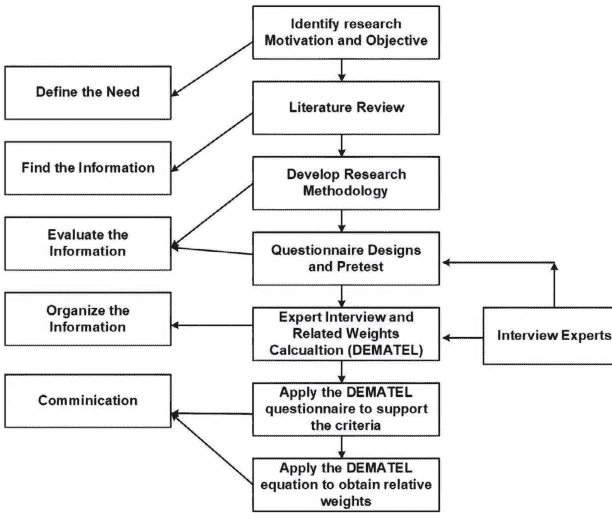 Identify research
Motivation and Objective
Define the Need
Literature Review
Find the Information
Develop Research
Methodology
Evaluate the
Information
Questionnaire Designs
and Pretest
Organize the
Information
Expert Interview and
Related Weights
Calcualtion (DEMATEL)
Interview Experts
Comminication
Apply the DEMATEL
questionnaire to support
the criteria
Apply the DEMATEL
equation to obtain relative
weights